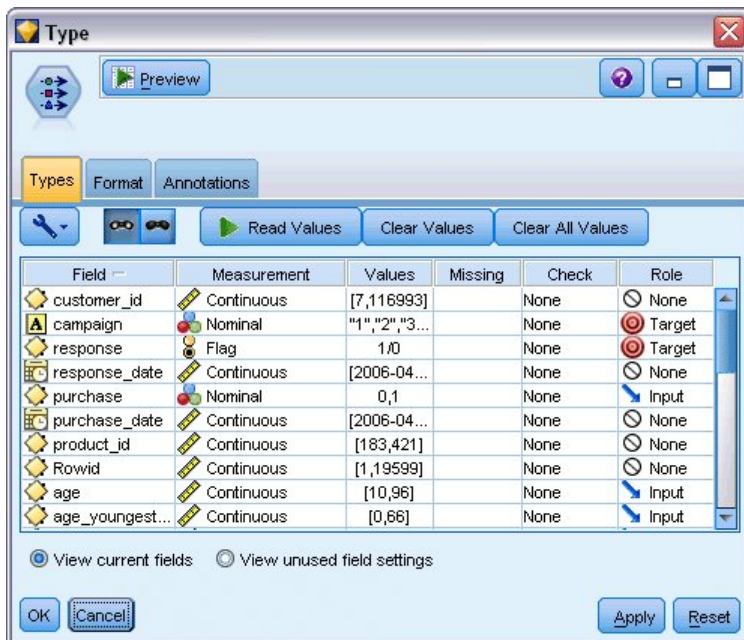 Type
Preview
Types Format Annotations
Read Values Clear Values Clear All Values
Field Measurement Values Missing Check Role
customer_id Continuous [7,116993] None None
A campaign Nominal "1","2","3... None Target
response Flag 1/0 None Target
response_date Continuous [2006-04... None None
purchase Nominal 0,1 None Input
purchase_date Continuous [2006-04... None None
product_id Continuous [183,421] None None
Rowid Continuous [1,19599] None None
age Continuous [10,96] None Input
age_youngest... Continuous [0,66] None Input
View current fields View unused field settings
OK Cancel Apply Reset